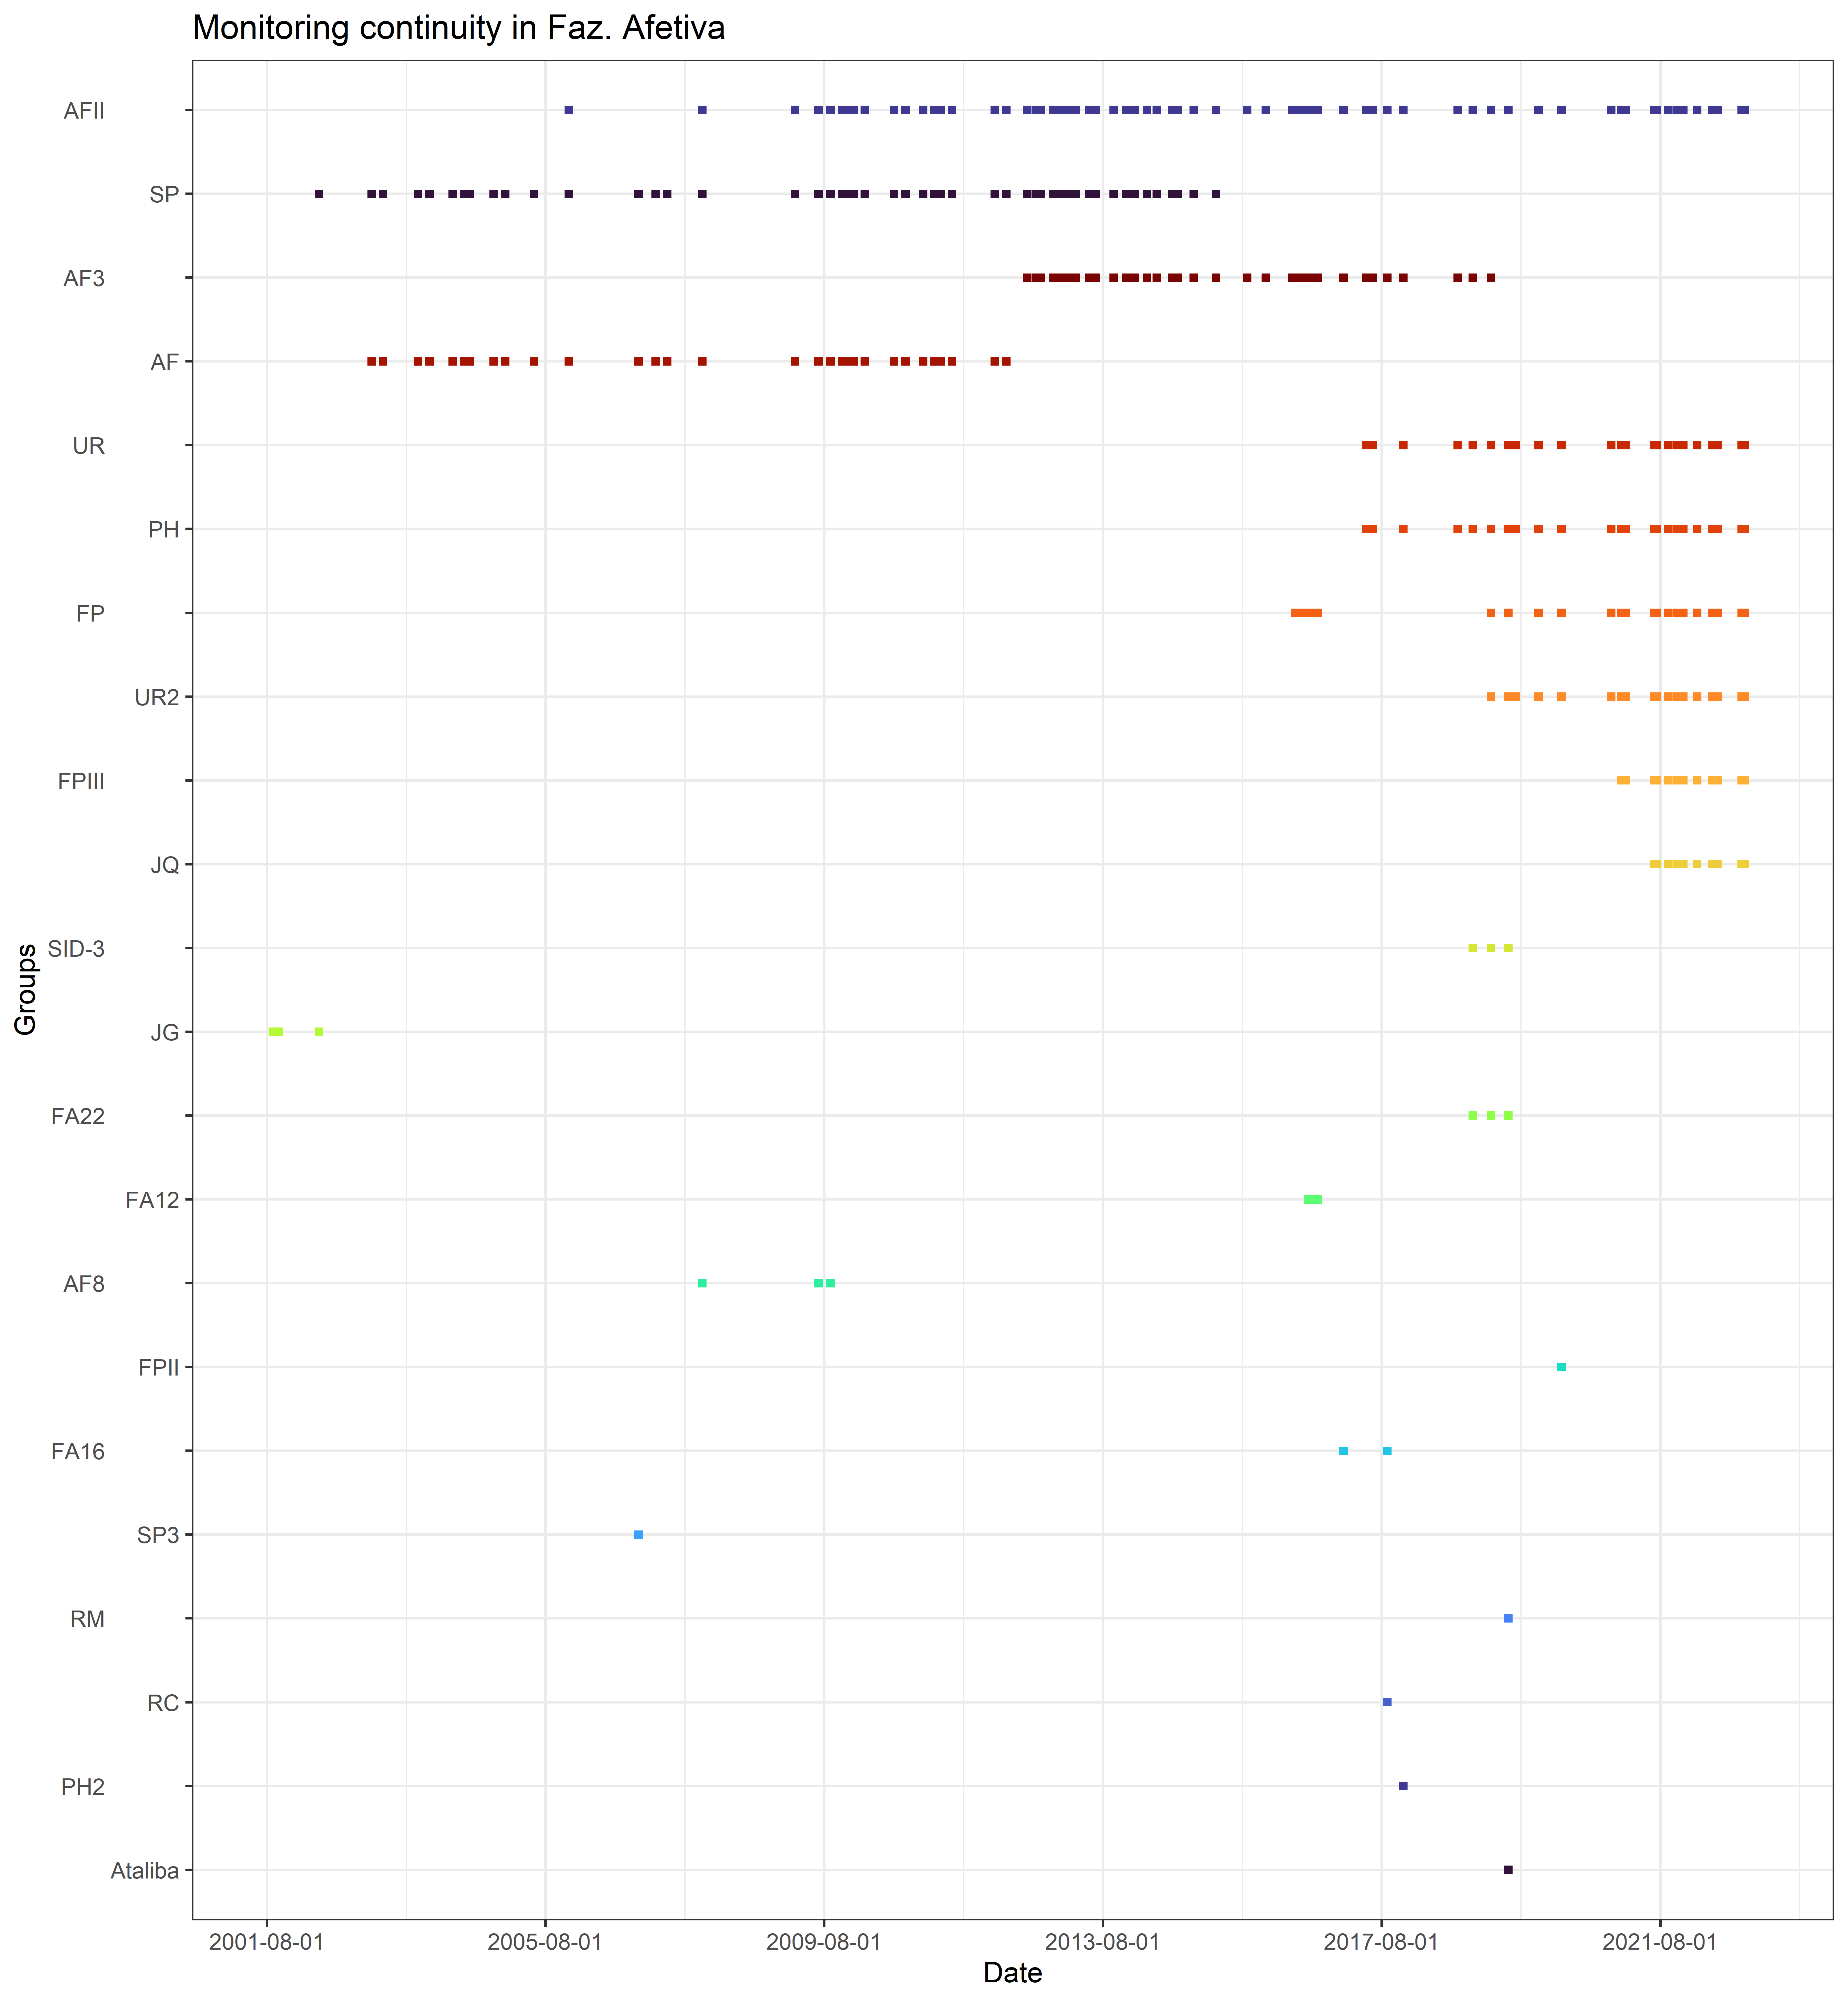 Monitoring continuity in Faz. Afetiva
AFII
SP
AF3
AF
UR
PH
FP
UR2
FPIII
JQ
SID-3
JG
FA22
FA12
AF8
FPII
FA16
SP3
RM
RC
PH2
Ataliba
Groups
2001-08-01 2005-08-01 2009-08-01 2013-08-01 2017-08-01 2021-08-01
Date